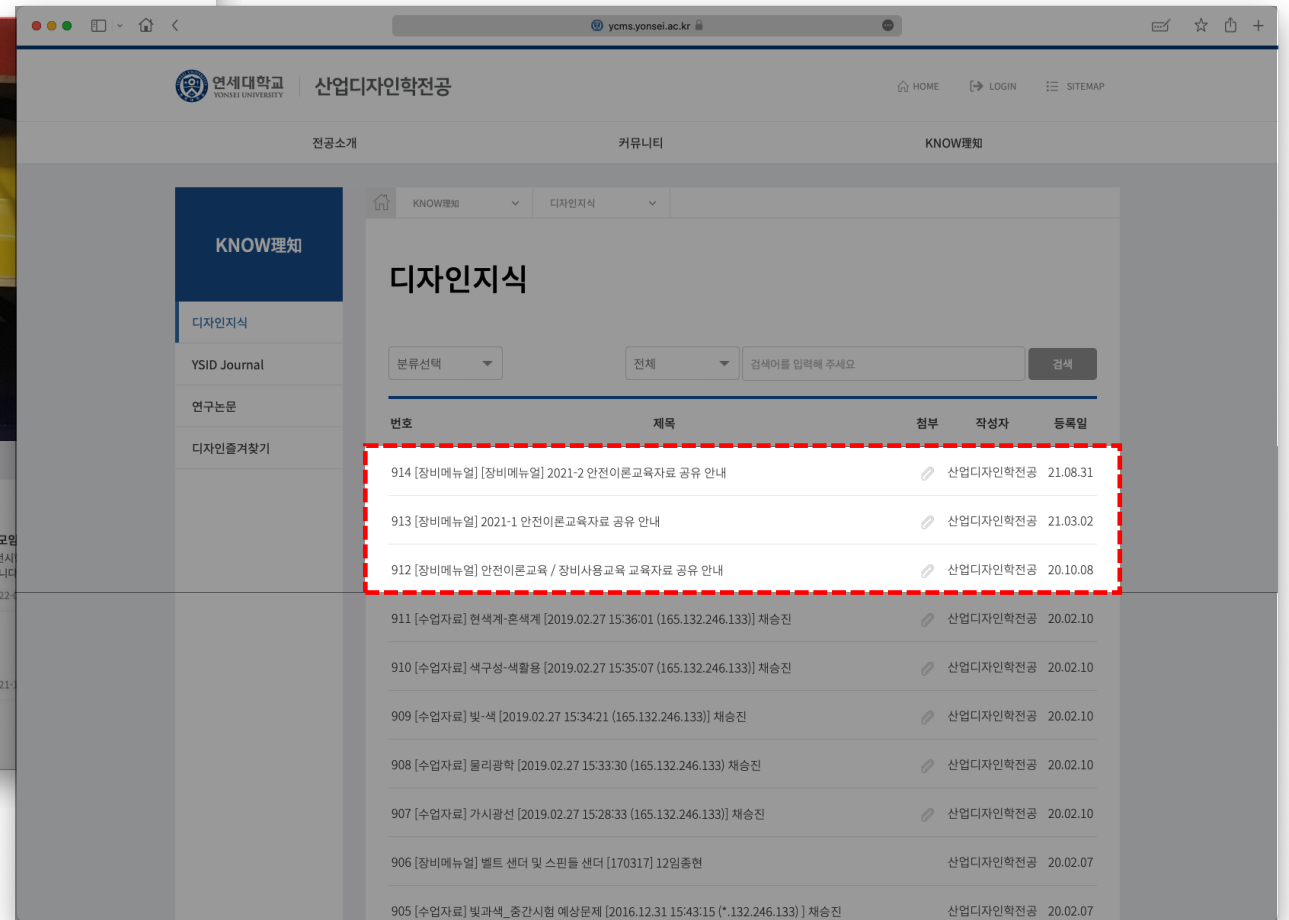 ycms.yonsei.ac.kr
연세대학교
YONSEI UNIVERSITY
산업디자인학전공
HOME LOGIN SITEMAP
전공소개 커뮤니티 KNOW理知
KNOW理知
디자인지식
YSID Journal
연구논문
디자인즐겨찾기
KNOW理知 디자인지식
디자인지식
분류선택 전체 검색어를 입력해 주세요 검색
번호 제목 첨부 작성자 등록일
914 [장비메뉴얼] [장비메뉴얼] 2021-2 안전이론교육자료 공유 안내 산업디자인학전공 21.08.31
913 [장비메뉴얼] 2021-1 안전이론교육자료 공유 안내 산업디자인학전공 21.03.02
912 [장비메뉴얼] 안전이론교육 / 장비사용교육 교육자료 공유 안내 산업디자인학전공 20.10.08
911 [수업자료] 현색계-혼색계 [2019.02.27 15:36:01 (165.132.246.133)] 채승진 산업디자인학전공 20.02.10
910 [수업자료] 색구성-색활용 [2019.02.27 15:35:07 (165.132.246.133)] 채승진 산업디자인학전공 20.02.10
909 [수업자료] 빛-색 [2019.02.27 15:34:21 (165.132.246.133)] 채승진 산업디자인학전공 20.02.10
908 [수업자료] 물리광학 [2019.02.27 15:33:30 (165.132.246.133) 채승진 산업디자인학전공 20.02.10
907 [수업자료] 가시광선 [2019.02.27 15:28:33 (165.132.246.133)] 채승진 산업디자인학전공 20.02.10
906 [장비메뉴얼] 벨트 샌더 및 스핀들 샌더 [170317] 12임종현 산업디자인학전공 20.02.07
905 [수업자료] 빛과색_중간시험 예상문제 [2016.12.31 15:43:15 (*.132.246.133) ] 채승진 산업디자인학전공 20.02.07